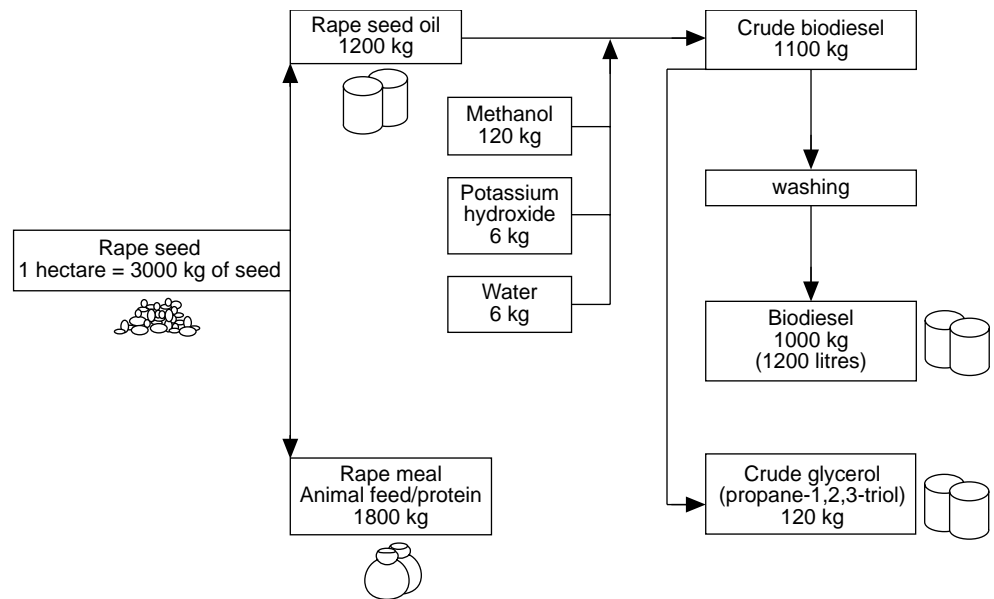 Rape seed oil
1200 kg
Crude biodiesel
1100 kg
Methanol
120 kg
Potassium
hydroxide
6 kg
washing
Rape seed
1 hectare = 3000 kg of seed
Water
6 kg
Biodiesel
1000 kg
(1200 litres)
Rape meal
Animal feed/protein
1800 kg
Crude glycerol
(propane-1,2,3-triol)
120 kg